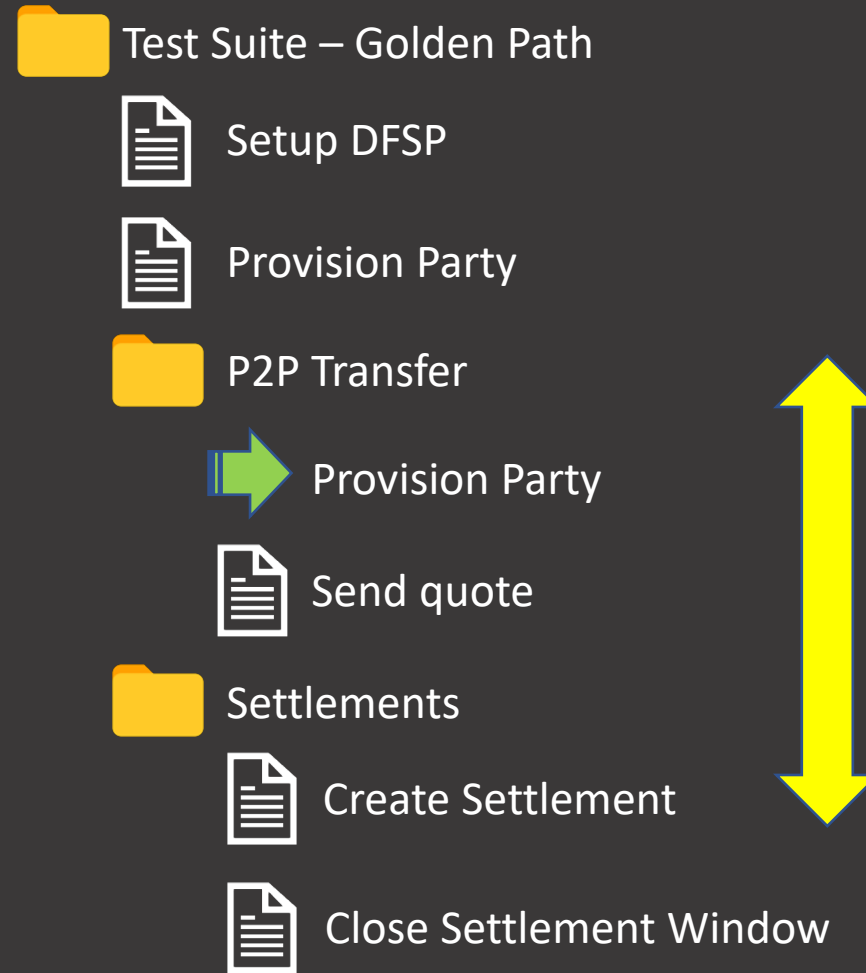 Test Suite – Golden Path
Setup DFSP
Provision Party
P2P Transfer
Provision Party
Send quote
Settlements
Create Settlement
Close Settlement Window